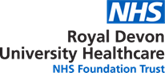 NHS
Royal Devon
University Healthcare
NHS Foundation Trust